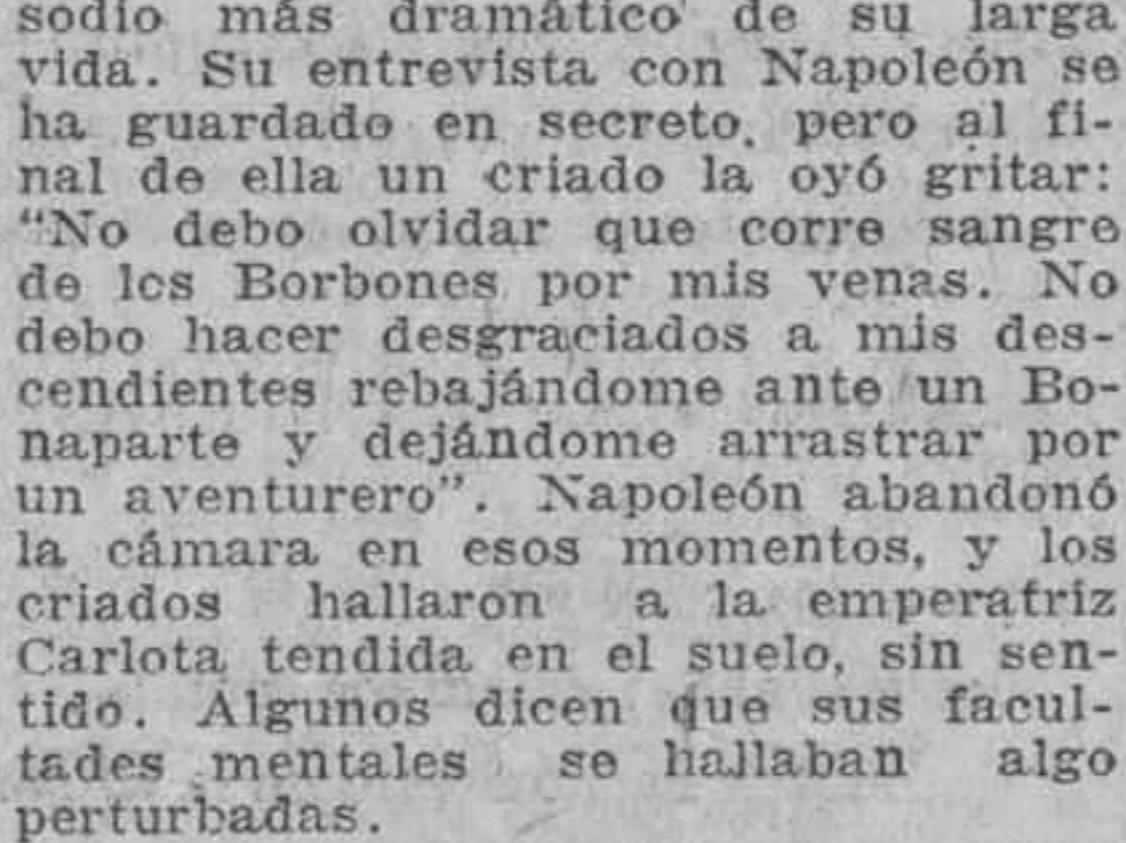 sodio más dramático de su larga
vida. Su entrevista con Napoleón se
ha guardado en secreto, pero al fi-
nal de ella un criado la oyó gritar:
"No debo olvidar que corre sangre
de lcs Borbones por mis venas. No
debo hacer desgraciados a mis des-
cendientes rebajándome ante un Bo-
naparte y dejándome arrastrar por
un aventurero". Napoleón abandonó
la cámara en esos momentos, y los
criados hallaron a la emperatriz
Carlota tendida en el suelo, sin sen-
tido. Algunos dicen que sus facul-
tades mentales se hallaban algo
perturbadas.